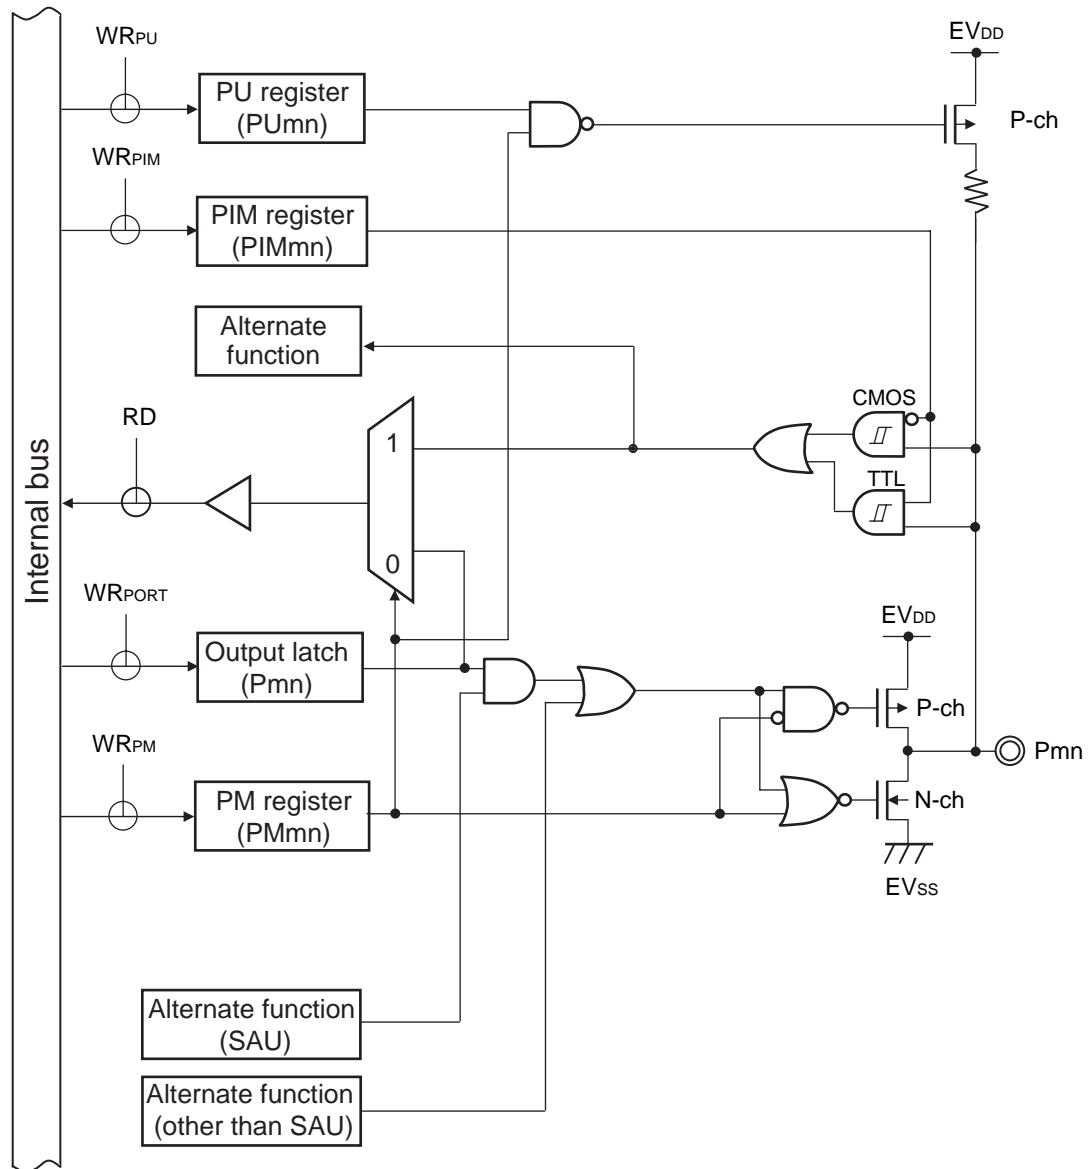 WRPU
EVDD
PU register
(PUmn)
P-ch
WRPIM
PIM register
(PIMmn)
Alternate
function
CMOS
RD
1
TTL
Internal bus
0
WRPORT
EVDD
Output latch
(Pmn)
P-ch
WRPM
Pmn
PM register
(PMmn)
N-ch
EVSS
Alternate function
(SAU)
Alternate function
(other than SAU)